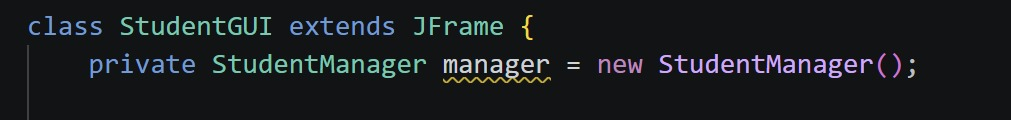 class StudentGUI extends JFrame {
private StudentManager manager = new StudentManager();